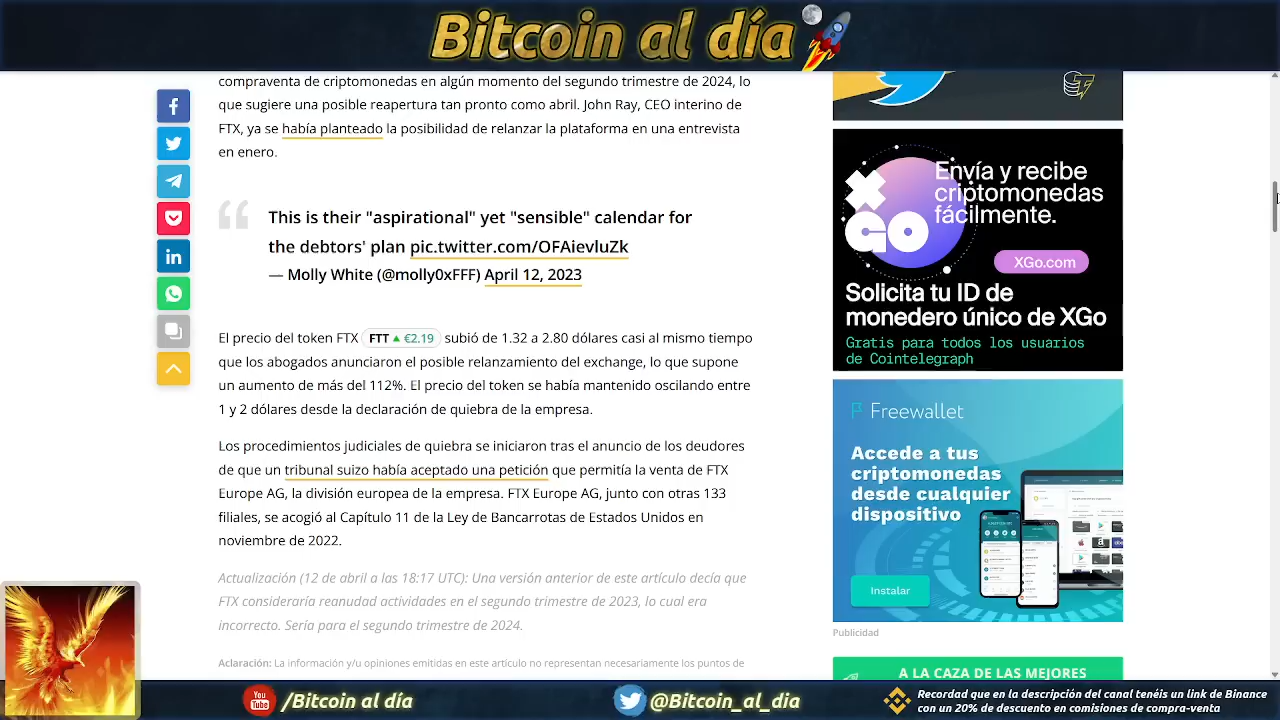 Bitcoin al día
compraventa de criptomonedas en algún momento del segundo trimestre de 2024, lo
que sugiere una posible reapertura tan pronto como abril. John Ray, CEO interino de
FTX, ya se había planteado la posibilidad de relanzar la plataforma en una entrevista
en enero.
This is their "aspirational" yet "sensible" calendar for
the debtors' plan pic.twitter.com/OFAievluZk
— Molly White (@molly0xFFF) April 12, 2023
El precio del token FTX FTT €2.19 subió de 1.32 a 2.80 dólares casi al mismo tiempo
que los abogados anunciaron el posible relanzamiento del exchange, lo que supone
un aumento de más del 112%. El precio del token se había mantenido oscilando entre
1 y 2 dólares desde la declaración de quiebra de la empresa.
Los procedimientos judiciales de quiebra se iniciaron tras el anuncio de los deudores
de que un tribunal suizo había aceptado una petición que permitía la venta de FTX
Europe AG, la división europea de la empresa. FTX Europe AG, junto con otras 133
filiales, se acogió al Capítulo 11 de la Ley de Bancarrotas de Estados Unidos en
noviembre de 2022.
Actualización (12 de abril
UTC): Una versión anterior de este artículo decía que
FTX consideraba
en el segundo trimestre de 2023, lo cual era
incorrecto.
segundo trimestre de 2024.
Aclaración: La información y/u opiniones emitidas en este artículo no representan necesariamente los puntos de
X
GO
Envía y recibe
criptomonedas
fácilmente.
XGo.com
Solicita tu ID de
monedero único de XGo
Gratis para todos los usuarios
de Cointelegraph
Freewallet
Accede a tus
criptomonedas
desde cualquier
dispositivo
Instalar
Publicidad
A LA CAZA DE LAS MEJORES
You
Tube
/Bitcoinaldia
@Bitcoin_al_dia
Recordad que en la descripción del canal tenéis un link de Binance
con un 20% de descuento en comisiones de compra-venta